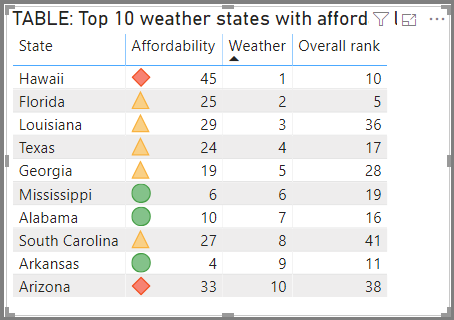 TABLE: Top 10 weather states with afford
State Affordability Weather Overall rank
Hawaii 45 1 10
Florida 25 2 5
Louisiana 29 3 36
Texas 24 4 17
Georgia 19 5 28
Mississippi 6 6 19
Alabama 10 7 16
South Carolina 27 8 41
Arkansas 4 9 11
Arizona 33 10 38